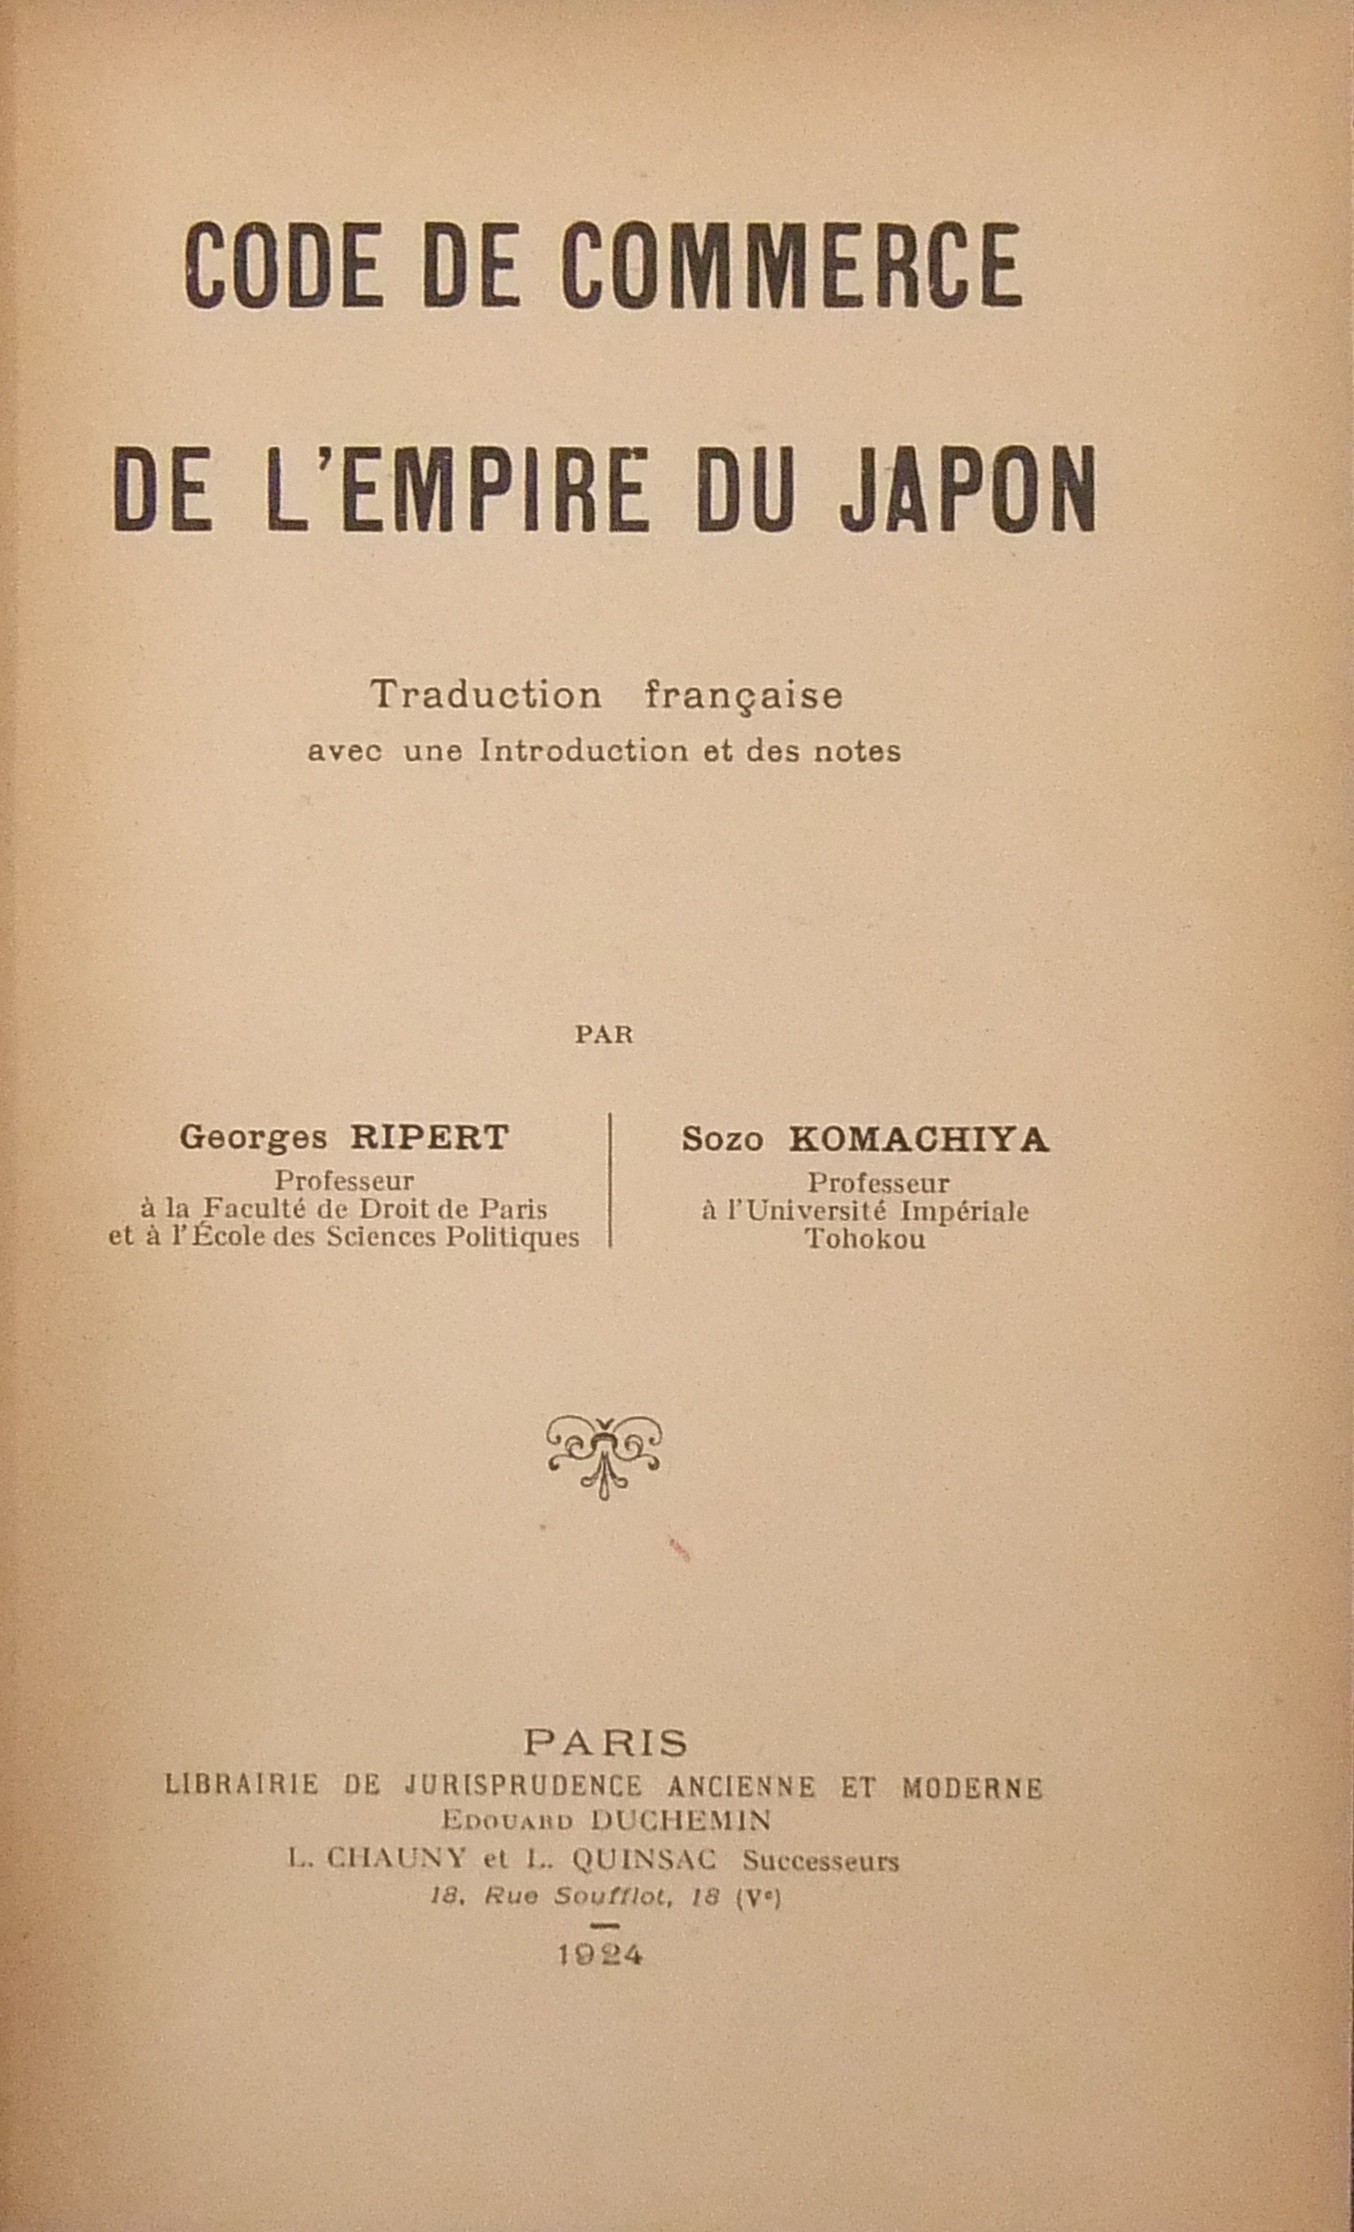 CODE DE COMMERCE
DE L'EMPIRE DU JAPON
Traduction française
avec une Introduction et des notes
PAR
Georges RIPERT
Professeur
à la Faculté de Droit de Paris
et à l'École des Sciences Politiques
Sozo KOMACHIYA
Professeur
à l'Université Impériale
Tohokou
PARIS
LIBRAIRIE DE JURISPRUDENCE ANCIENNE ET MODERNE
EDOUARD DUCHEMIN
L. CHAUNY et L. QUINSAC Successeurs
18, Rue Soufflot, 18 (Vᵉ)
1924